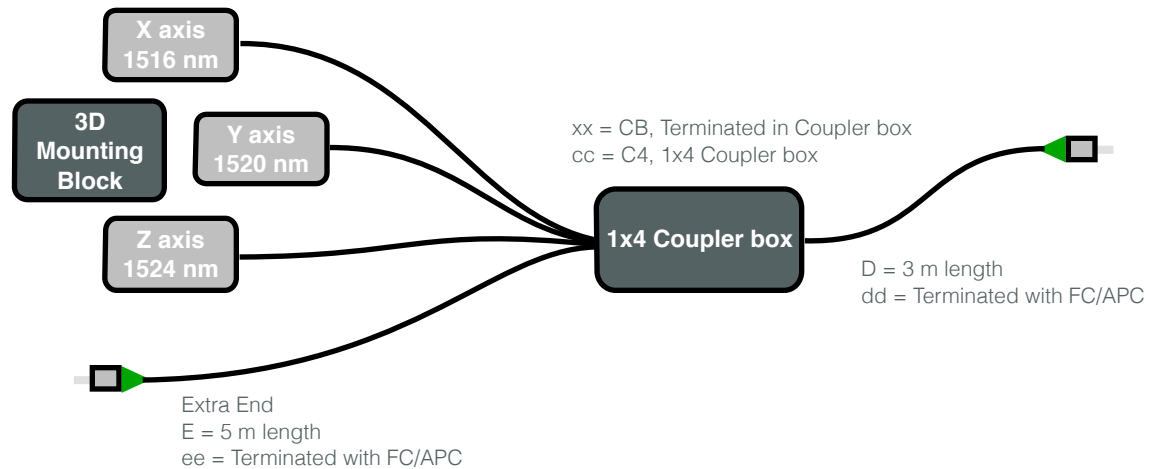 X axis
1516 nm
3D
Mounting
Block
Y axis
1520 nm
Z axis
1524 nm
xx = CB, Terminated in Coupler box
cc = C4, 1x4 Coupler box
1x4 Coupler box
D = 3 m length
dd = Terminated with FC/APC
Extra End
E = 5 m length
ee = Terminated with FC/APC